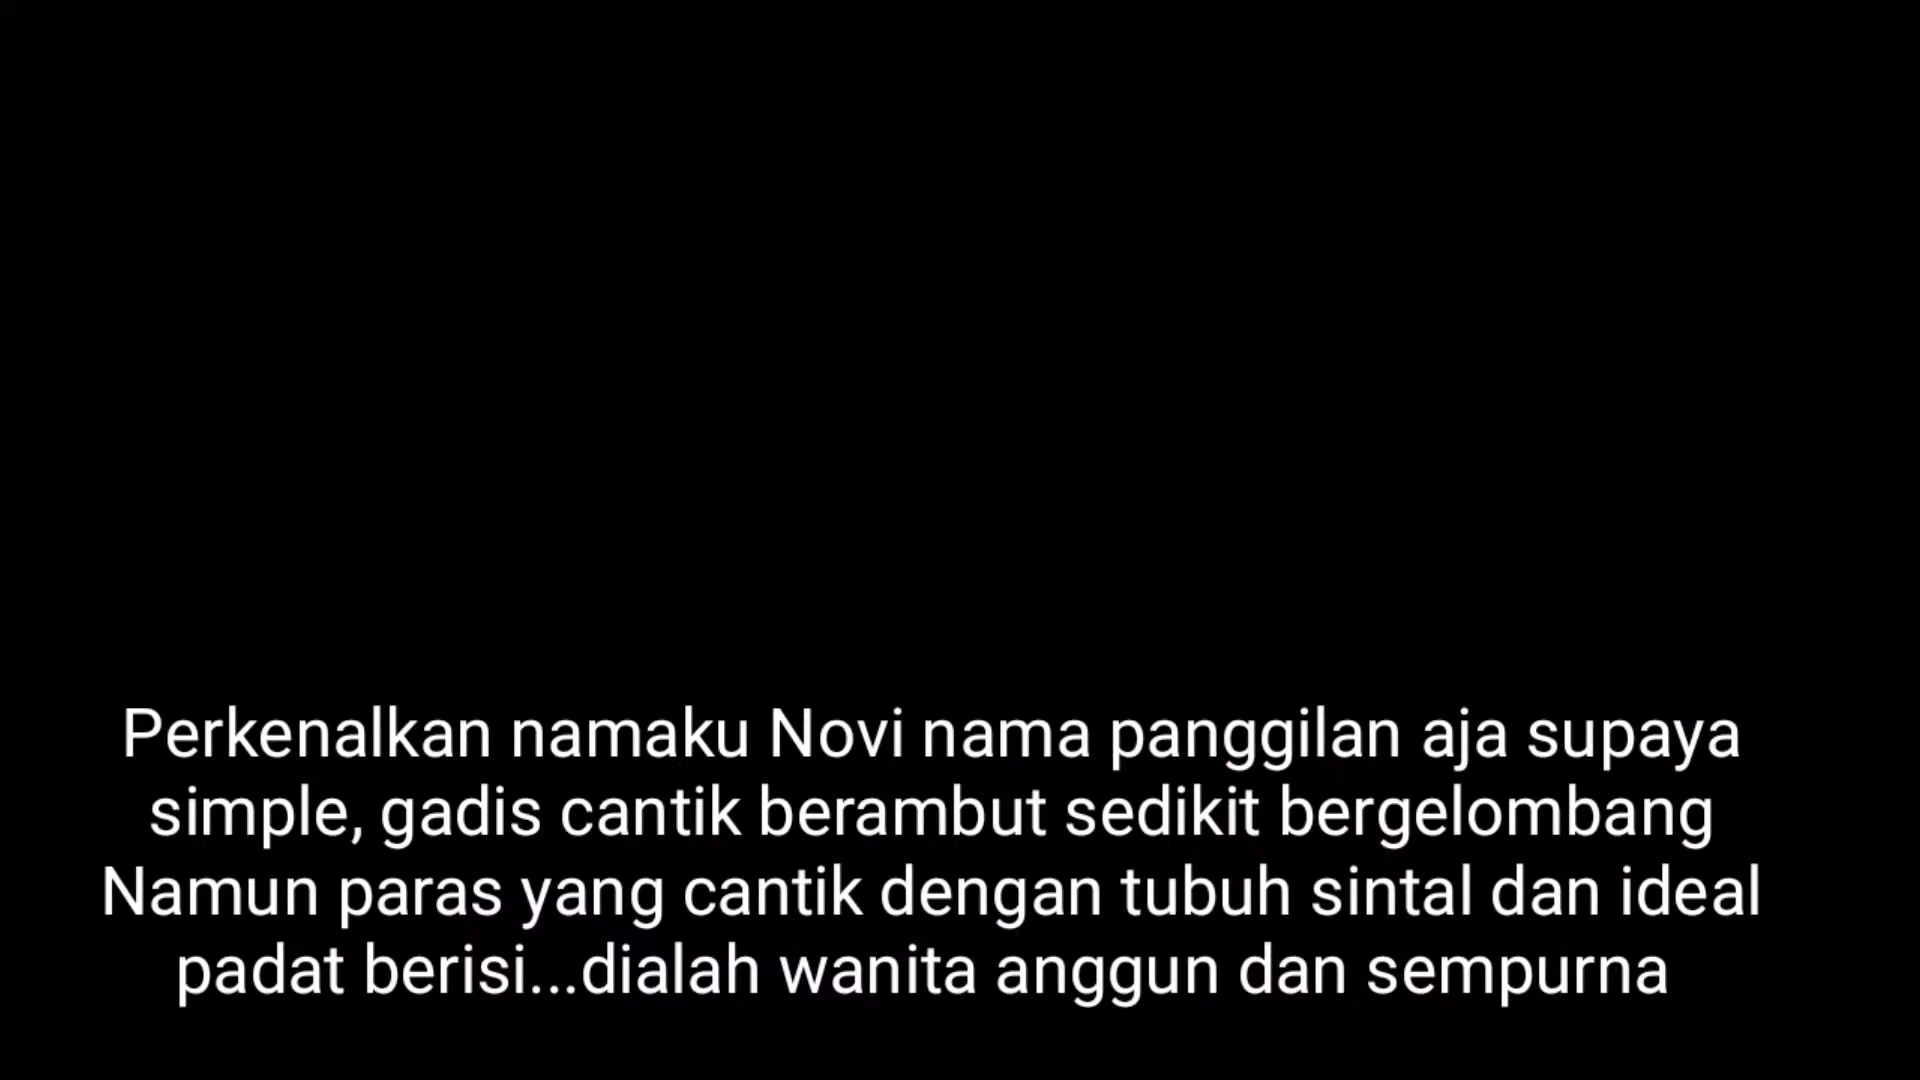 Perkenalkan namaku Novi nama panggilan aja supaya
simple, gadis cantik berambut sedikit bergelombang
Namun paras yang cantik dengan tubuh sintal dan ideal
padat berisi...dialah wanita anggun dan sempurna